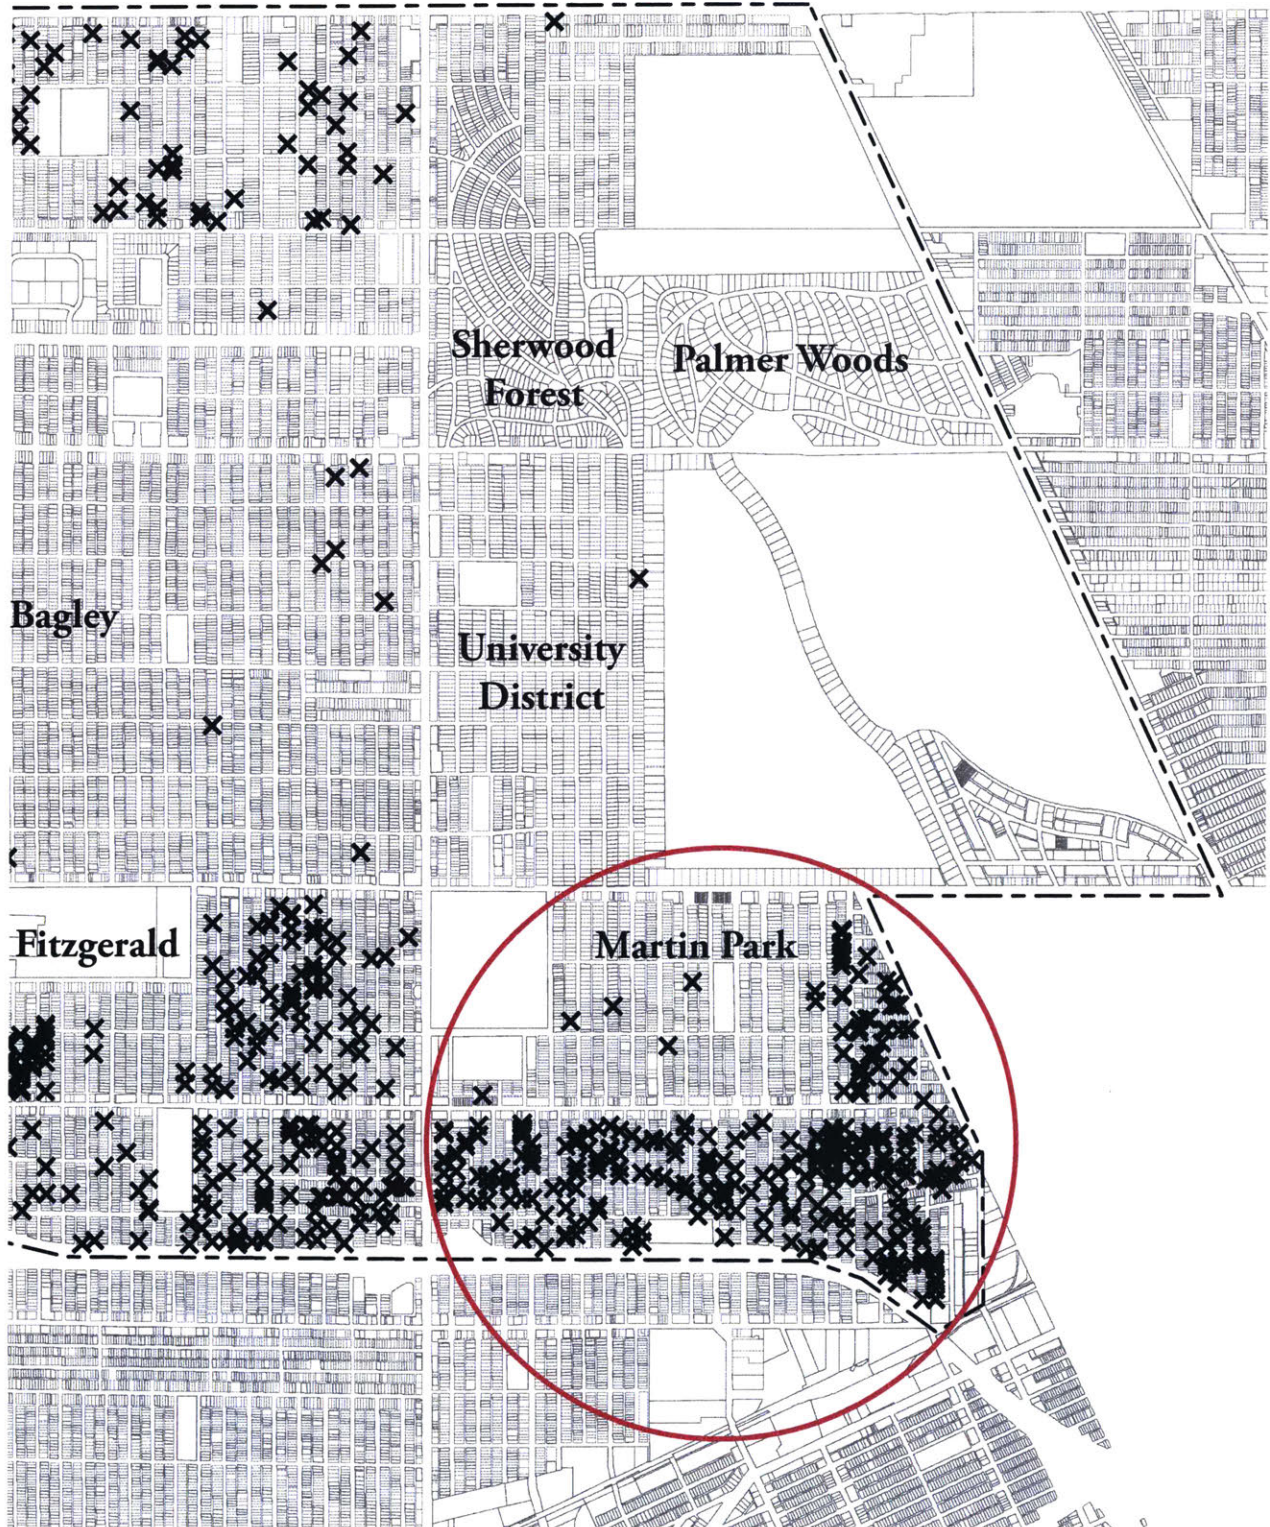 Sherwood
Forest
Palmer Woods
Bagley
University
District
Fitzgerald
Martin Park